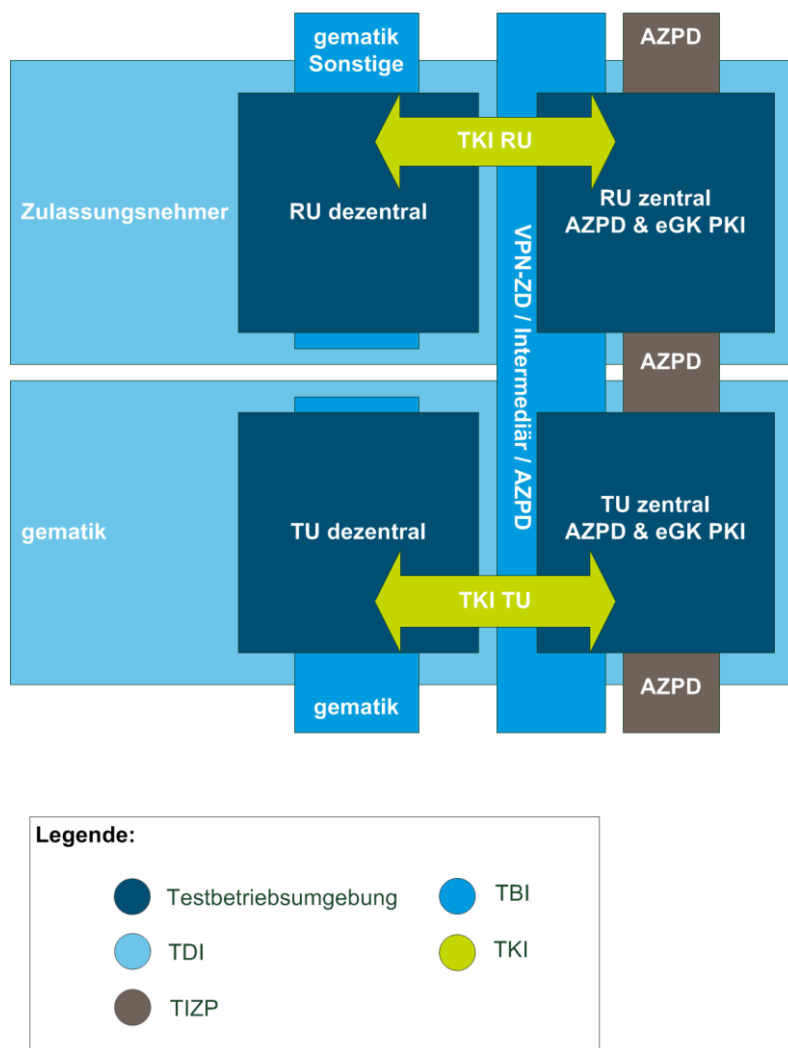 gematik
Sonstige
AZPD
TKI RU
Zulassungsnehmer
RU dezentral
RU zentral
AZPD & eGK PKI
VPN-ZD / Intermediär / AZPD
AZPD
gematik
TU dezentral
TU zentral
AZPD & eGK PKI
TKI TU
gematik
AZPD
Legende:
Testbetriebsumgebung
TBI
TDI
TKI
TIZP